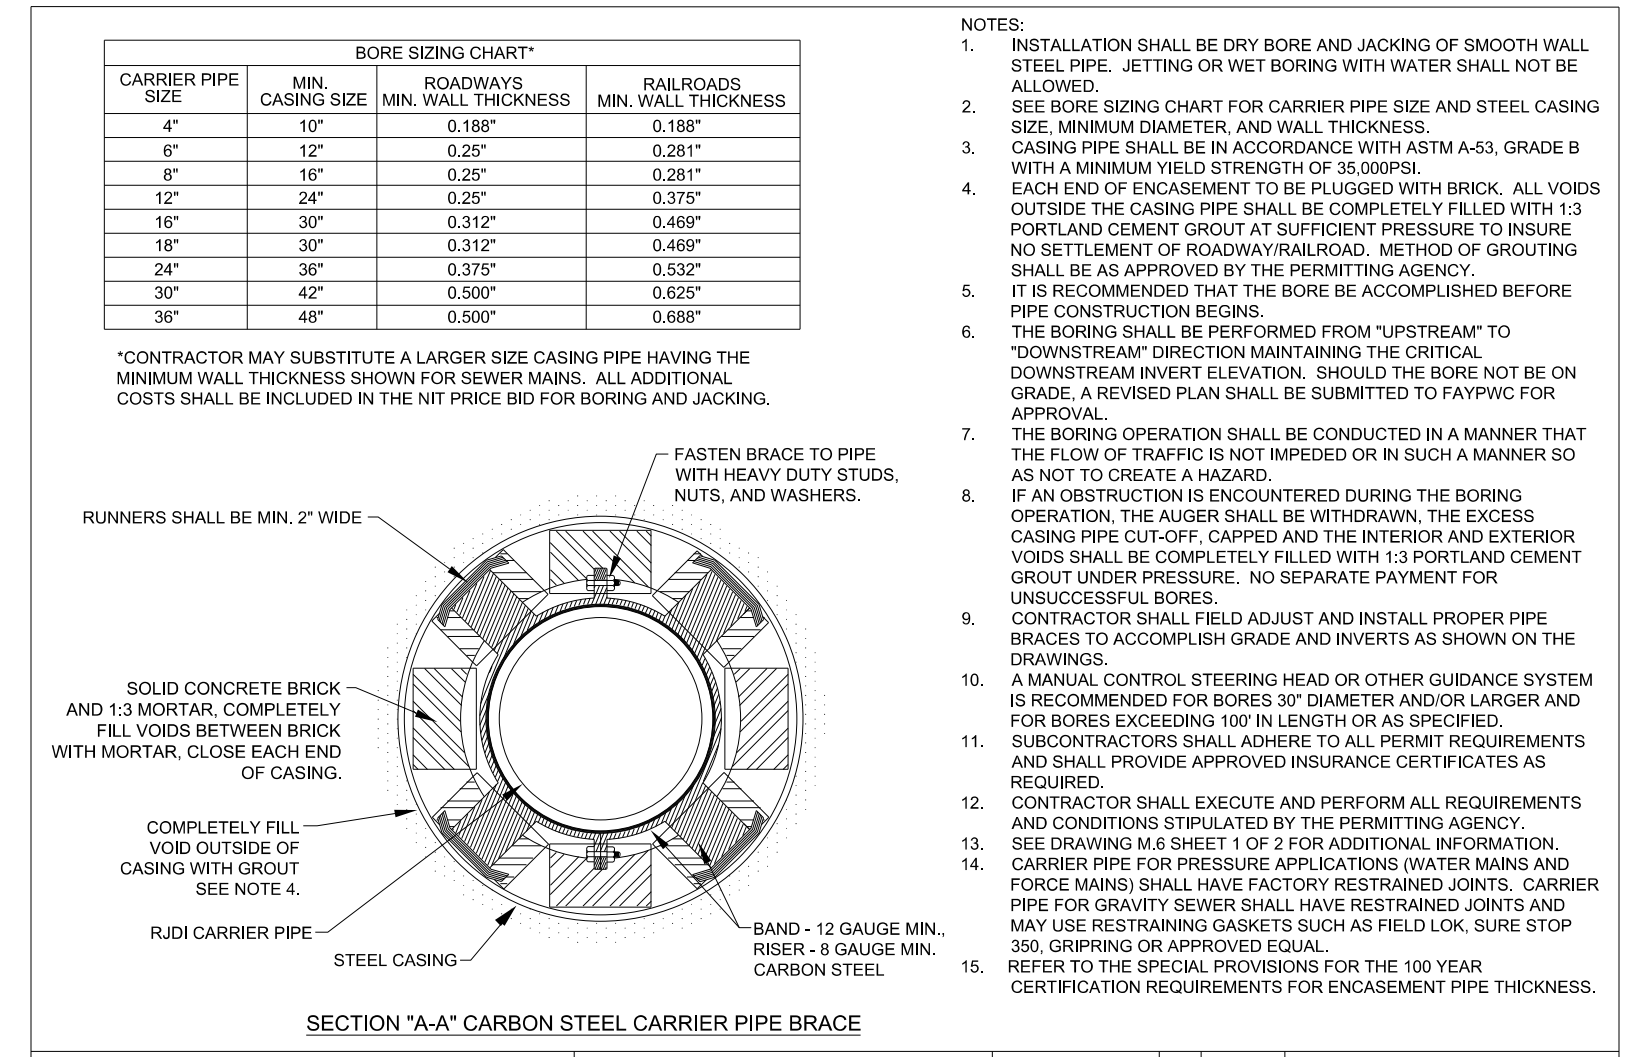 BORE SIZING CHART*
CARRIER PIPE SIZE MIN. CASING SIZE ROADWAYS MIN. WALL THICKNESS RAILROADS MIN. WALL THICKNESS
4" 10" 0.188" 0.188"
6" 12" 0.25" 0.281"
8" 16" 0.25" 0.281"
12" 24" 0.25" 0.375"
16" 30" 0.312" 0.469"
18" 30" 0.312" 0.469"
24" 36" 0.375" 0.532"
30" 42" 0.500" 0.625"
36" 48" 0.500" 0.688"
*CONTRACTOR MAY SUBSTITUTE A LARGER SIZE CASING PIPE HAVING THE
MINIMUM WALL THICKNESS SHOWN FOR SEWER MAINS. ALL ADDITIONAL
COSTS SHALL BE INCLUDED IN THE NIT PRICE BID FOR BORING AND JACKING.
FASTEN BRACE TO PIPE
WITH HEAVY DUTY STUDS,
NUTS, AND WASHERS.
RUNNERS SHALL BE MIN. 2" WIDE
SOLID CONCRETE BRICK
AND 1:3 MORTAR, COMPLETELY
FILL VOIDS BETWEEN BRICK
WITH MORTAR, CLOSE EACH END
OF CASING.
COMPLETELY FILL
VOID OUTSIDE OF
CASING WITH GROUT
SEE NOTE 4.
RJDI CARRIER PIPE
STEEL CASING
BAND - 12 GAUGE MIN.,
RISER - 8 GAUGE MIN.
CARBON STEEL
SECTION "A-A" CARBON STEEL CARRIER PIPE BRACE
NOTES:
1. INSTALLATION SHALL BE DRY BORE AND JACKING OF SMOOTH WALL
STEEL PIPE. JETTING OR WET BORING WITH WATER SHALL NOT BE
ALLOWED.
2. SEE BORE SIZING CHART FOR CARRIER PIPE SIZE AND STEEL CASING
SIZE, MINIMUM DIAMETER, AND WALL THICKNESS.
3. CASING PIPE SHALL BE IN ACCORDANCE WITH ASTM A-53, GRADE B
WITH A MINIMUM YIELD STRENGTH OF 35,000PSI.
4. EACH END OF ENCASEMENT TO BE PLUGGED WITH BRICK. ALL VOIDS
OUTSIDE THE CASING PIPE SHALL BE COMPLETELY FILLED WITH 1:3
PORTLAND CEMENT GROUT AT SUFFICIENT PRESSURE TO INSURE
NO SETTLEMENT OF ROADWAY/RAILROAD. METHOD OF GROUTING
SHALL BE AS APPROVED BY THE PERMITTING AGENCY.
5. IT IS RECOMMENDED THAT THE BORE BE ACCOMPLISHED BEFORE
PIPE CONSTRUCTION BEGINS.
6. THE BORING SHALL BE PERFORMED FROM "UPSTREAM" TO
"DOWNSTREAM" DIRECTION MAINTAINING THE CRITICAL
DOWNSTREAM INVERT ELEVATION. SHOULD THE BORE NOT BE ON
GRADE, A REVISED PLAN SHALL BE SUBMITTED TO FAYPWC FOR
APPROVAL.
7. THE BORING OPERATION SHALL BE CONDUCTED IN A MANNER THAT
THE FLOW OF TRAFFIC IS NOT IMPEDED OR IN SUCH A MANNER SO
AS NOT TO CREATE A HAZARD.
8. IF AN OBSTRUCTION IS ENCOUNTERED DURING THE BORING
OPERATION, THE AUGER SHALL BE WITHDRAWN, THE EXCESS
CASING PIPE CUT-OFF, CAPPED AND THE INTERIOR AND EXTERIOR
VOIDS SHALL BE COMPLETELY FILLED WITH 1:3 PORTLAND CEMENT
GROUT UNDER PRESSURE. NO SEPARATE PAYMENT FOR
UNSUCCESSFUL BORES.
9. CONTRACTOR SHALL FIELD ADJUST AND INSTALL PROPER PIPE
BRACES TO ACCOMPLISH GRADE AND INVERTS AS SHOWN ON THE
DRAWINGS.
10. A MANUAL CONTROL STEERING HEAD OR OTHER GUIDANCE SYSTEM
IS RECOMMENDED FOR BORES 30" DIAMETER AND/OR LARGER AND
FOR BORES EXCEEDING 100' IN LENGTH OR AS SPECIFIED.
11. SUBCONTRACTORS SHALL ADHERE TO ALL PERMIT REQUIREMENTS
AND SHALL PROVIDE APPROVED INSURANCE CERTIFICATES AS
REQUIRED.
12. CONTRACTOR SHALL EXECUTE AND PERFORM ALL REQUIREMENTS
AND CONDITIONS STIPULATED BY THE PERMITTING AGENCY.
13. SEE DRAWING M.6 SHEET 1 OF 2 FOR ADDITIONAL INFORMATION.
14. CARRIER PIPE FOR PRESSURE APPLICATIONS (WATER MAINS AND
FORCE MAINS) SHALL HAVE FACTORY RESTRAINED JOINTS. CARRIER
PIPE FOR GRAVITY SEWER SHALL HAVE RESTRAINED JOINTS AND
MAY USE RESTRAINING GASKETS SUCH AS FIELD LOK, SURE STOP
350, GRIPRING OR APPROVED EQUAL.
15. REFER TO THE SPECIAL PROVISIONS FOR THE 100 YEAR
CERTIFICATION REQUIREMENTS FOR ENCASEMENT PIPE THICKNESS.